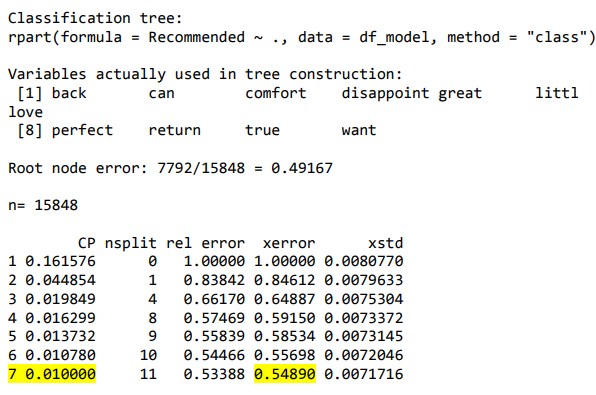 Classification tree:
rpart(formula = Recommended ~ ., data = df_model, method = "class")
Variables actually used in tree construction:
[1] back can comfort disappoint great littl
love
[8] perfect return true want
Root node error: 7792/15848 = 0.49167
n= 15848
CP nsplit rel error xerror xstd
1 0.161576 0 1.00000 1.00000 0.0080770
2 0.044854 1 0.83842 0.84612 0.0079633
3 0.019849 4 0.66170 0.64887 0.0075304
4 0.016299 8 0.57469 0.59150 0.0073372
5 0.013732 9 0.55839 0.58534 0.0073145
6 0.010780 10 0.54466 0.55698 0.0072046
7 0.010000 11 0.53388 0.54890 0.0071716